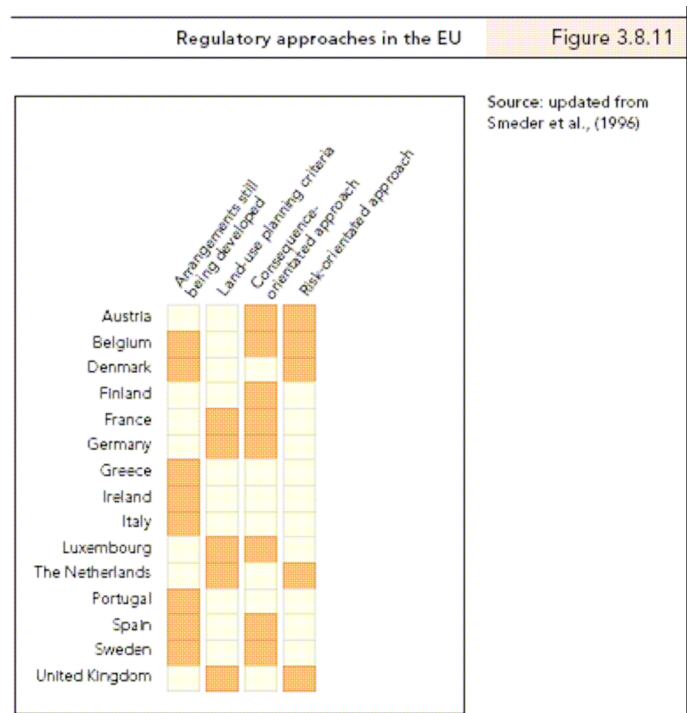 Regulatory approaches in the EU
Figure 3.8.11
Source: updated from
Smeder et al., (1996)
Arrangements still
being developed
Land-use planning criteria
Consequence-
orientated approach
Risk-orientated approach
Austria
Belgium
Denmark
Finland
France
Germany
Greece
Ireland
Italy
Luxembourg
The Netherlands
Portugal
Spain
Sweden
United Kingdom